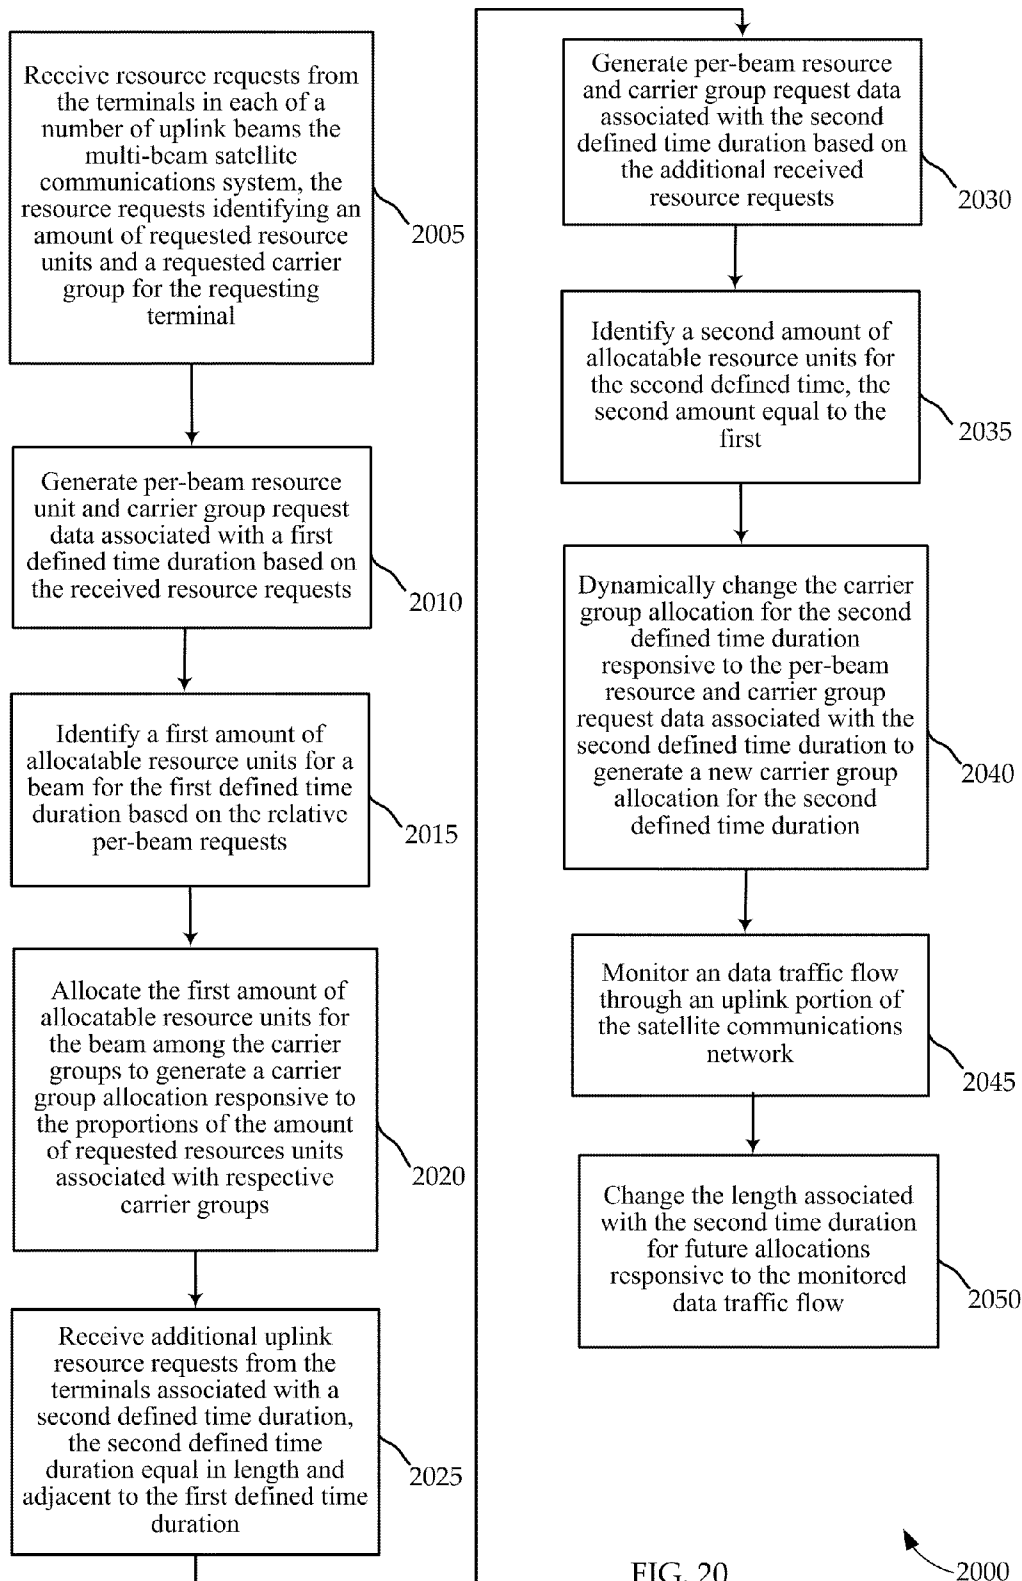 Receive resource requests from
the terminals in each of a
number of uplink beams the
multi-beam satellite
communications system, the
resource requests identifying an
amount of requested resource
units and a requested carrier
group for the requesting
terminal
2005
Generate per-beam resource
unit and carrier group request
data associated with a first
defined time duration based on
the received resource requests
2010
Identify a first amount of
allocatable resource units for a
beam for the first defined time
duration based on the relative
per-beam requests
2015
Allocate the first amount of
allocatable resource units for
the beam among the carrier
groups to generate a carrier
group allocation responsive to
the proportions of the amount
of requested resources units
associated with respective
carrier groups
2020
Receive additional uplink
resource requests from the
terminals associated with a
second defined time duration,
the second defined time
duration equal in length and
adjacent to the first defined time
duration
2025
Generate per-beam resource
and carrier group request data
associated with the second
defined time duration based on
the additional received
resource requests
2030
Identify a second amount of
allocatable resource units for
the second defined time, the
second amount equal to the
first
2035
Dynamically change the carrier
group allocation for the second
defined time duration
responsive to the per-beam
resource and carrier group
request data associated with the
second defined time duration to
generate a new carrier group
allocation for the second
defined time duration
2040
Monitor an data traffic flow
through an uplink portion of
the satellite communications
network
2045
Change the length associated
with the second time duration
for future allocations
responsive to the monitored
data traffic flow
2050
FIG. 20
2000